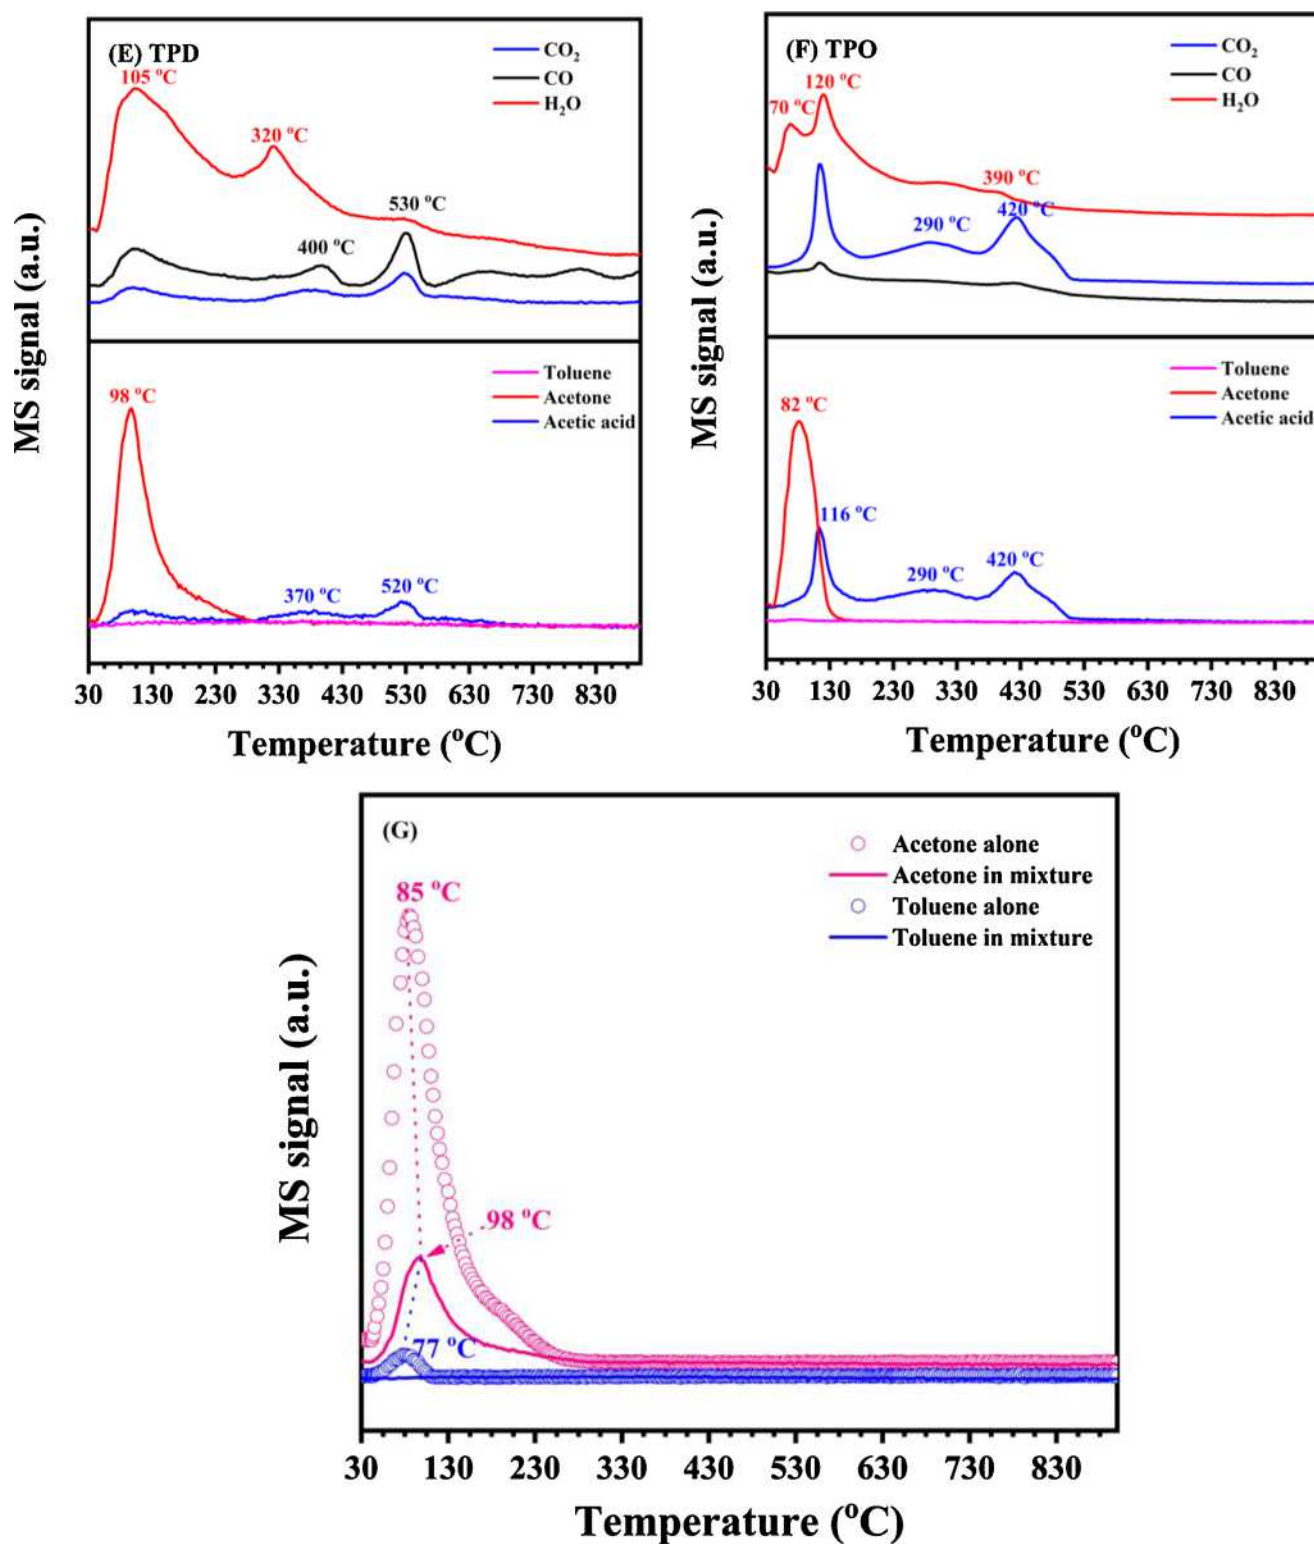 (E) TPD
CO₂
CO
H₂O
105 °C
320 °C
530 °C
400 °C
Toluene
Acetone
Acetic acid
98 °C
370 °C
520 °C
MS signal (a.u.)
30 130 230 330 430 530 630 730 830
Temperature (°C)
(F) TPO
CO₂
CO
H₂O
120 °C
70 °C
390 °C
420 °C
290 °C
Toluene
Acetone
Acetic acid
82 °C
116 °C
290 °C
420 °C
MS signal (a.u.)
30 130 230 330 430 530 630 730 830
Temperature (°C)
(G)
Acetone alone
Acetone in mixture
Toluene alone
Toluene in mixture
85 °C
98 °C
77 °C
MS signal (a.u.)
30 130 230 330 430 530 630 730 830
Temperature (°C)